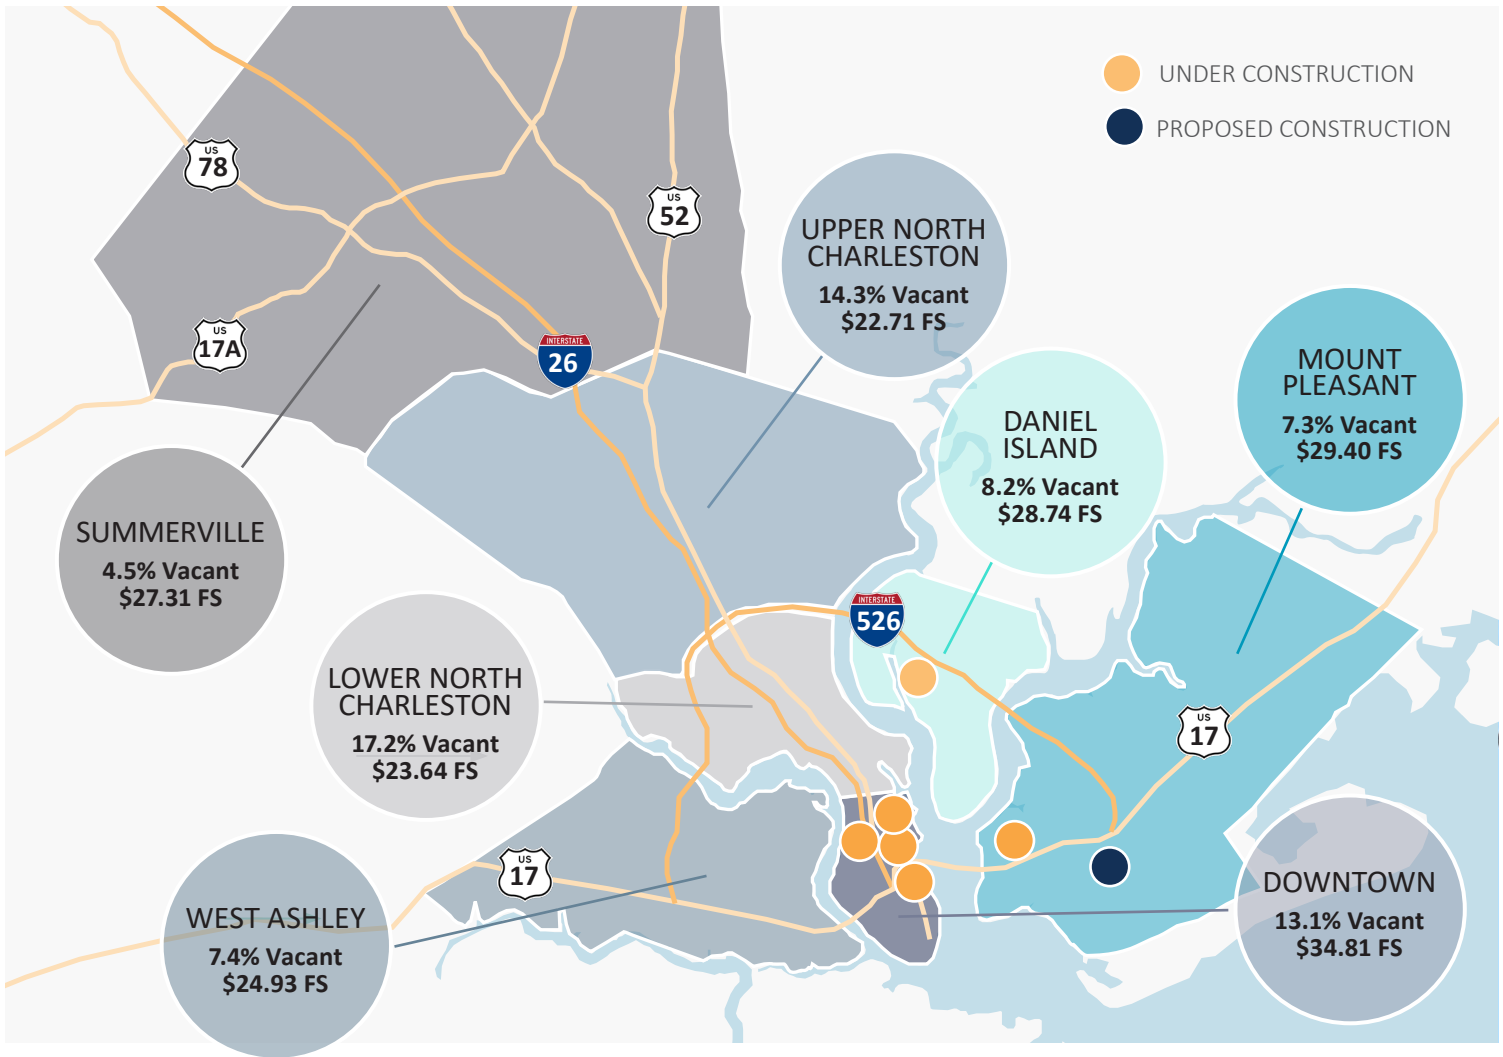 UNDER CONSTRUCTION
PROPOSED CONSTRUCTION
US
78
US
52
US
17A
INTERSTATE
26
UPPER NORTH
CHARLESTON
14.3% Vacant
$22.71 FS
MOUNT
PLEASANT
7.3% Vacant
$29.40 FS
DANIEL
ISLAND
8.2% Vacant
$28.74 FS
SUMMERVILLE
4.5% Vacant
$27.31 FS
INTERSTATE
526
LOWER NORTH
CHARLESTON
17.2% Vacant
$23.64 FS
US
17
US
17
DOWNTOWN
13.1% Vacant
$34.81 FS
WEST ASHLEY
7.4% Vacant
$24.93 FS